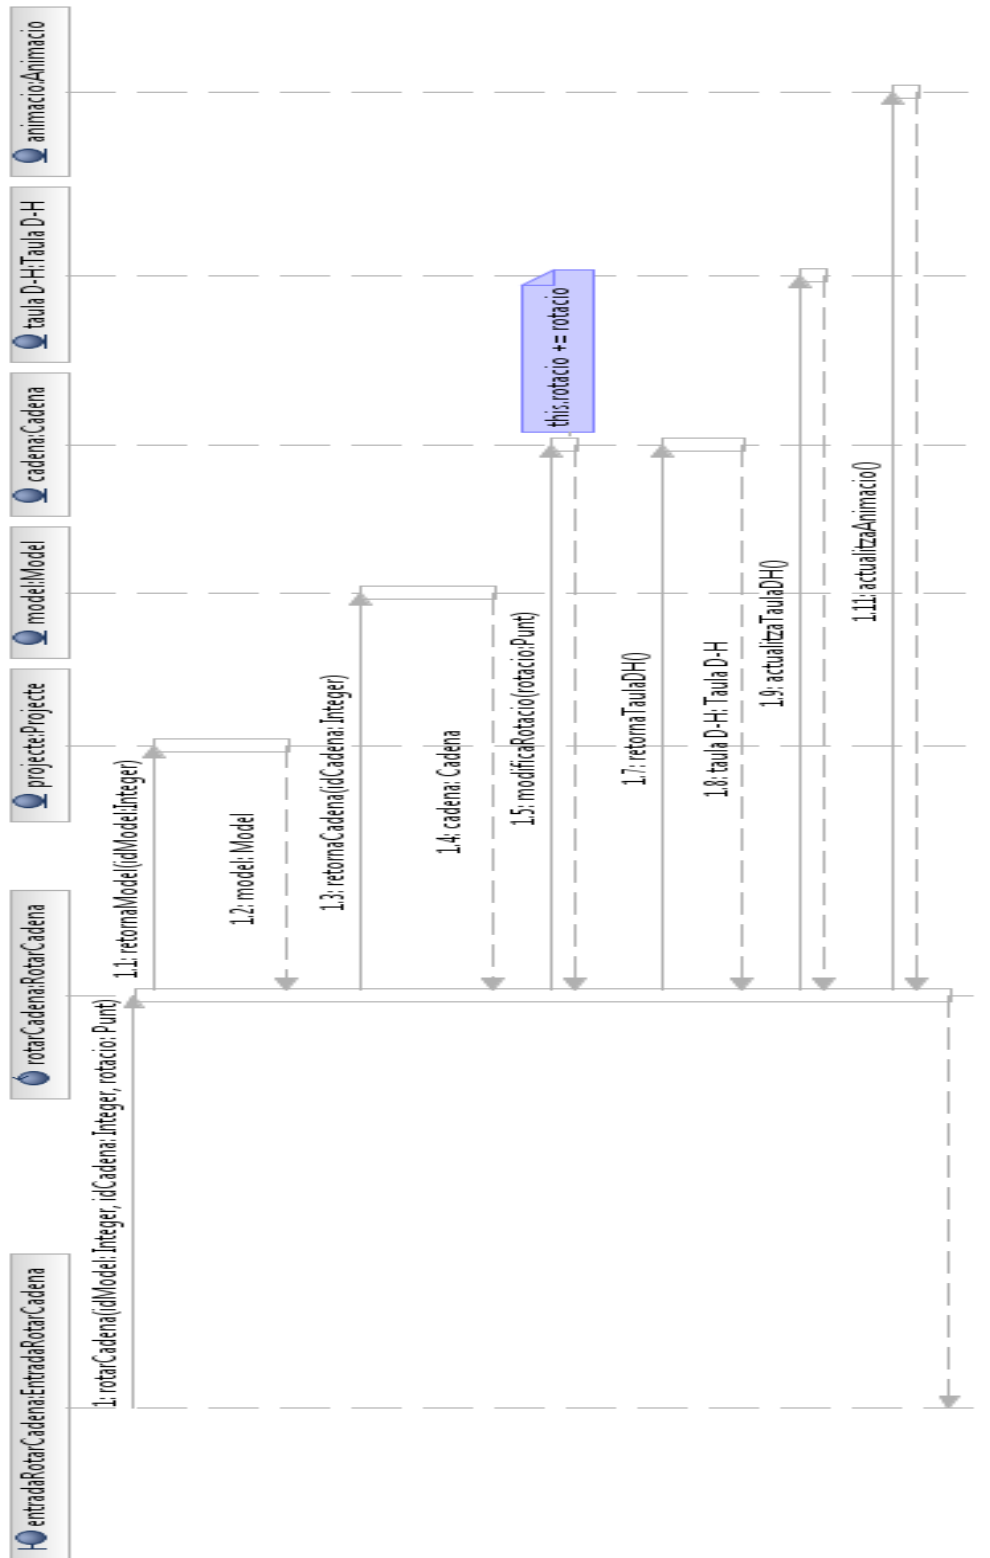 entradaRotarCadena:EntradaRotarCadena
rotarCadena:RotarCadena
projecte:Projecte
model:Model
cadena:Cadena
taula D-H:Taula D-H
animacio:Animacio
1: rotarCadena(idModel: Integer, idCadena: Integer, rotacio: Punt)
1.1: retornaModel(idModel:Integer)
1.2: model: Model
1.3: retornaCadena(idCadena: Integer)
1.4: cadena: Cadena
1.5: modificaRotacio(rotacio:Punt)
this.rotacio += rotacio
1.7: retornaTaulaDH()
1.8: taula D-H: Taula D-H
1.9: actualitzaTaulaDH()
1.11: actualitzaAnimacio()